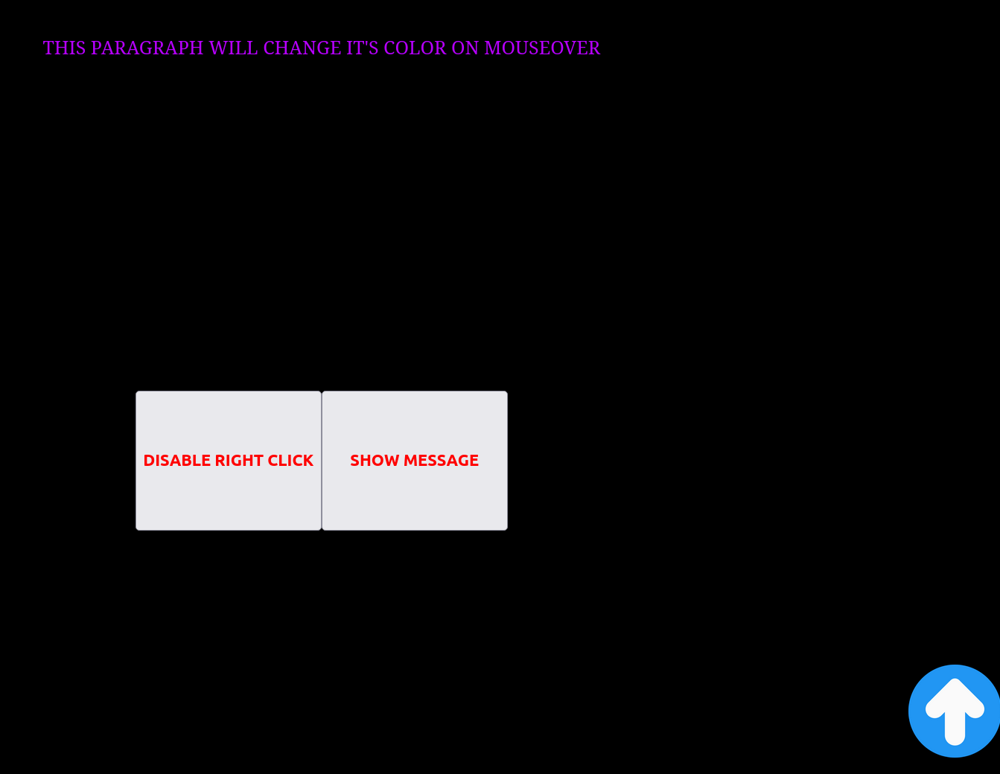 THIS PARAGRAPH WILL CHANGE IT'S COLOR ON MOUSEOVER
DISABLE RIGHT CLICK
SHOW MESSAGE